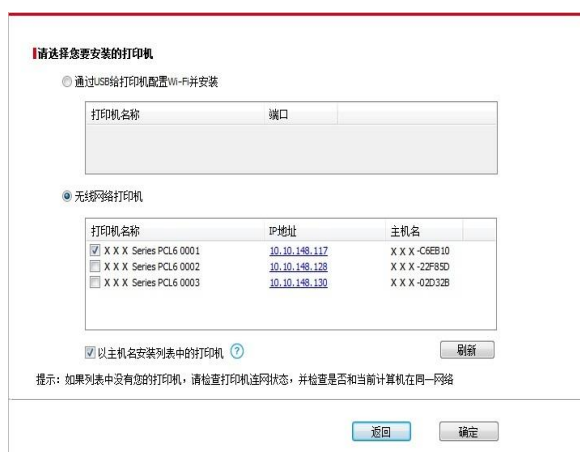 请选择您要安装的打印机
通过USB给打印机配置Wi-Fi并安装
打印机名称 端口
无线网络打印机
打印机名称 IP地址 主机名
X X X Series PCL6 0001 10.10.148.117 X X X -C6EB10
X X X Series PCL6 0002 10.10.148.128 X X X -22F85D
X X X Series PCL6 0003 10.10.148.130 X X X -02D32B
以主机名安装列表中的打印机 ? 刷新
提示：如果列表中没有您的打印机，请检查打印机连网状态，并检查是否和当前计算机在同一网络
返回 确定